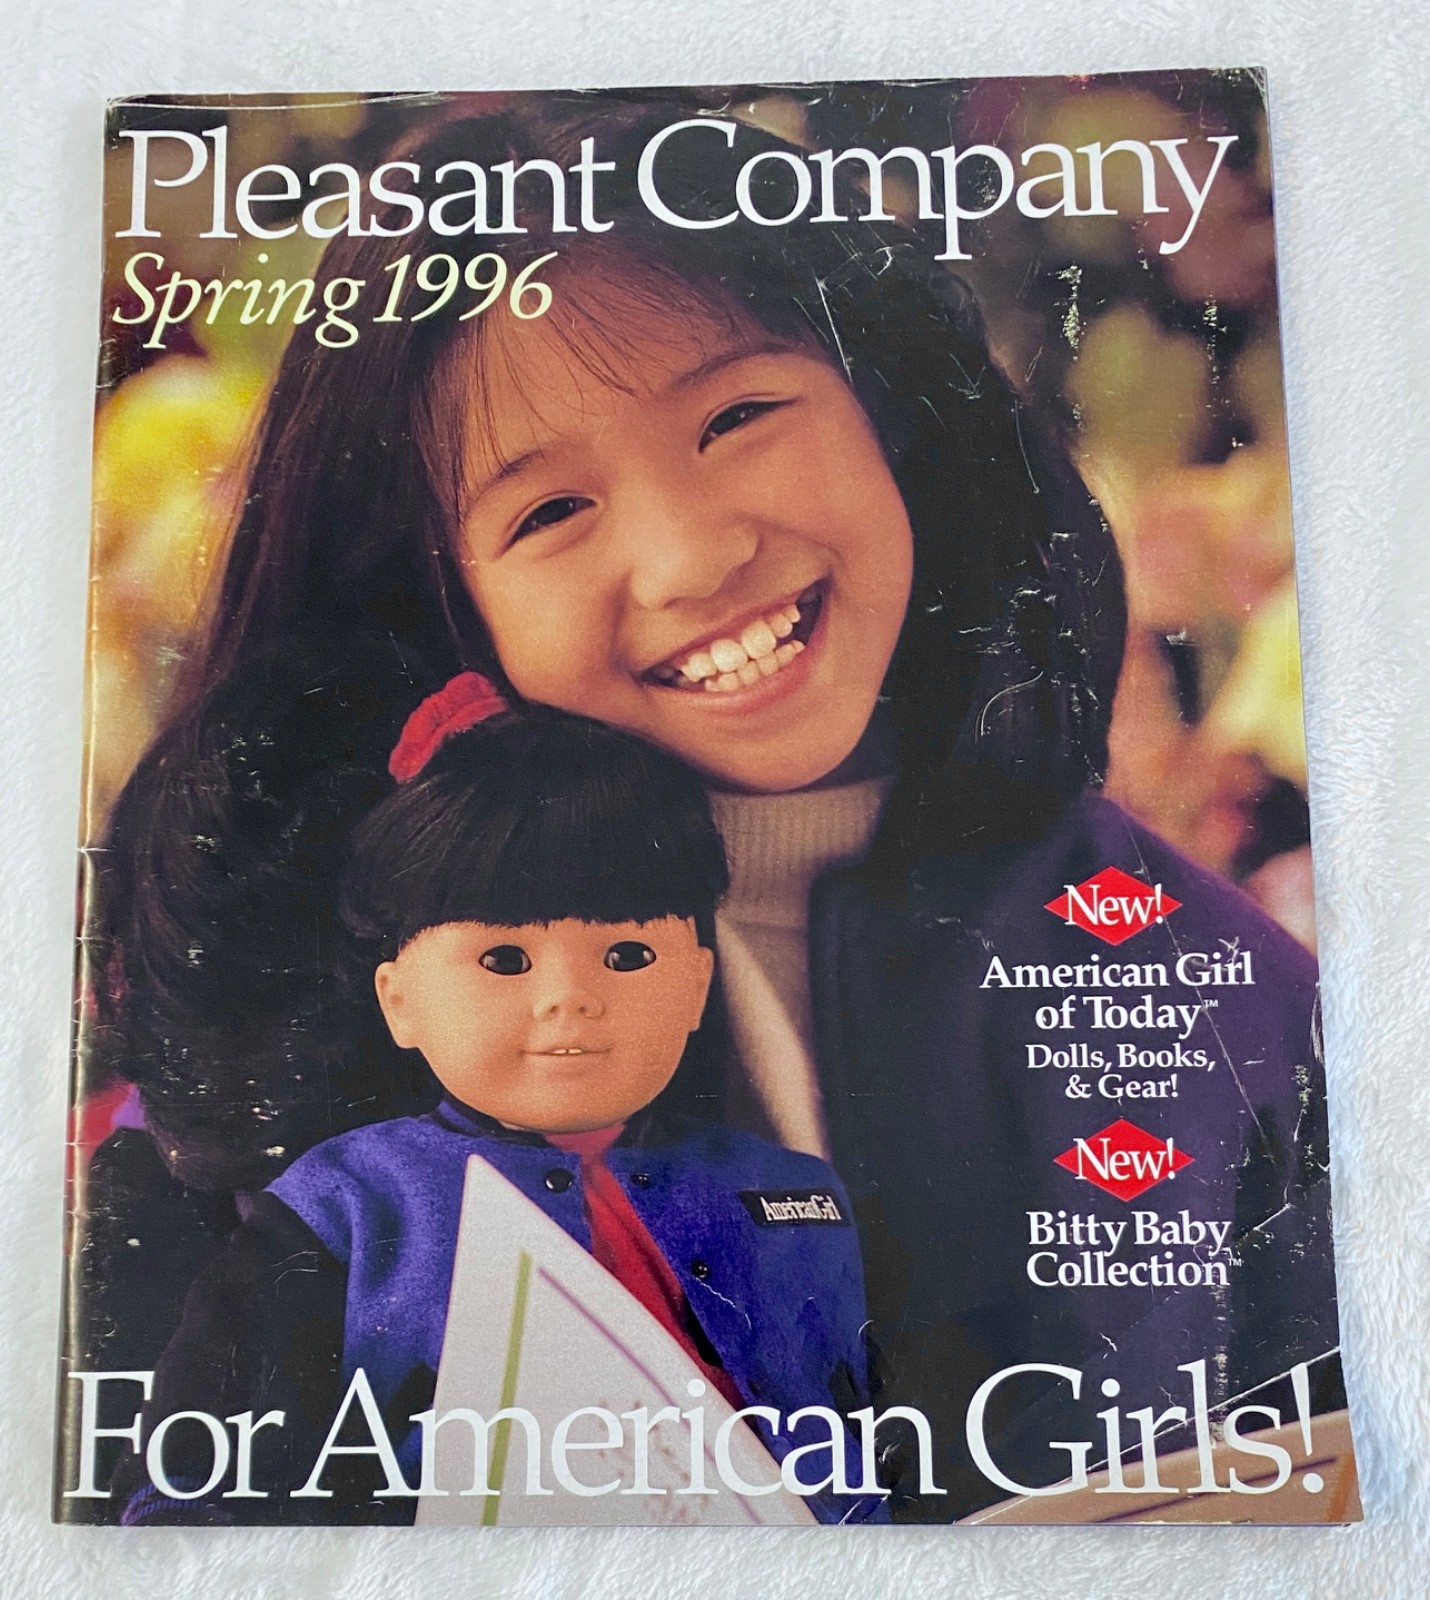 Pleasant Company
Spring 1996
New!
American Girl
of Today™
Dolls, Books,
& Gear!
New!
Bitty Baby
Collection™
AmericanGirl
For American Girls!